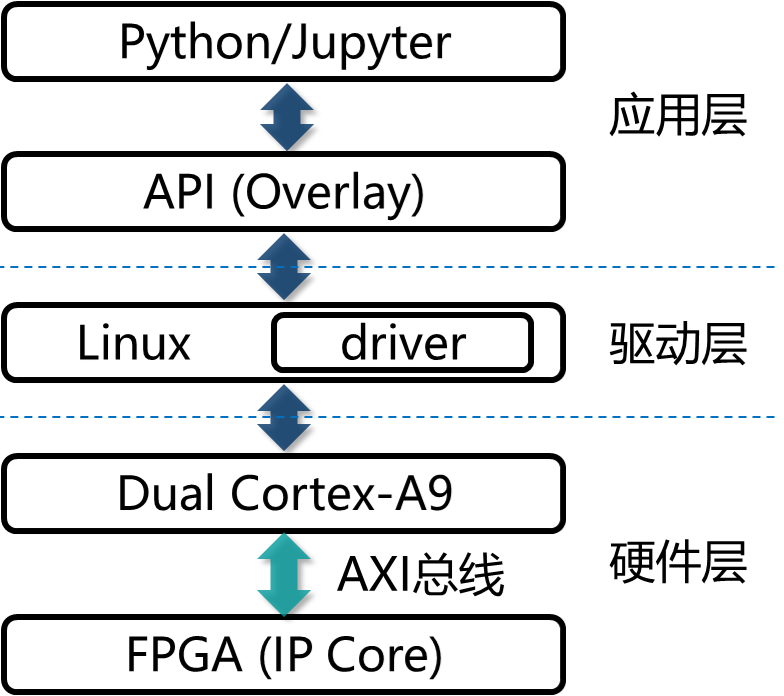 Python/Jupyter
应用层
API (Overlay)
Linux
driver
驱动层
Dual Cortex-A9
AXI总线
硬件层
FPGA (IP Core)